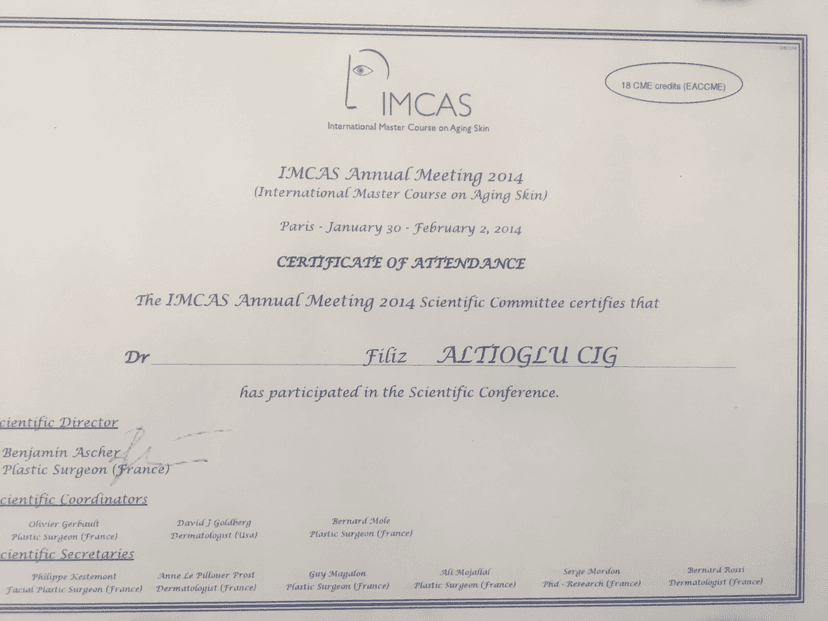 18 CME credits (EACCME)
IMCAS
International Master Course on Aging Skin
IMCAS Annual Meeting 2014
(International Master Course on Aging Skin)
Paris - January 30 - February 2, 2014
CERTIFICATE OF ATTENDANCE
The IMCAS Annual Meeting 2014 Scientific Committee certifies that
Dr Filiz ALTIOGLU CIG
has participated in the Scientific Conference.
cientific Director
Benjamin Ascher
Plastic Surgeon (France)
cientific Coordinators
Olivier Gerbault David J Goldberg Bernard Mole
Plastic Surgeon (France) Dermatologist (Usa) Plastic Surgeon (France)
cientific Secretaries
Philippe Kestemont Anne Le Pillouer Prost Guy Magalon Ali Mojallal Serge Mordon Bernard Rossi
Facial Plastic Surgeon (France) Dermatologist (France) Plastic Surgeon (France) Plastic Surgeon (France) Phd - Research (France) Dermatologist (France)